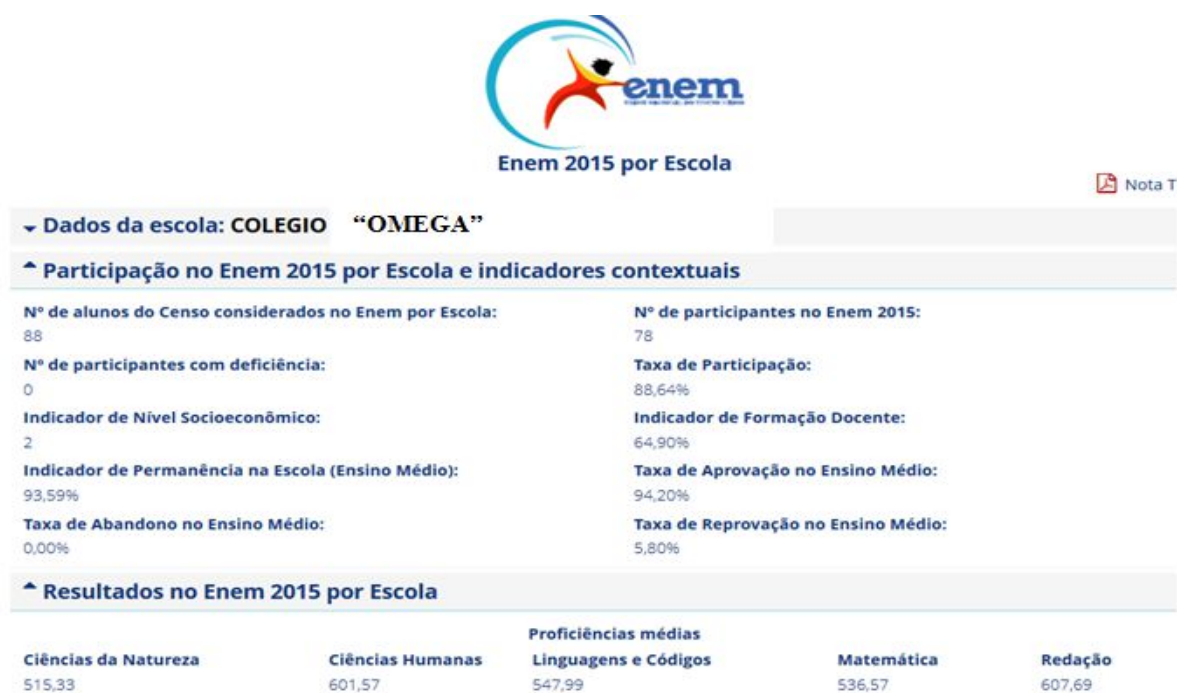 enem
Enem 2015 por Escola
Nota T
Dados da escola: COLEGIO “OMEGA”
Participação no Enem 2015 por Escola e indicadores contextuais
Nº de alunos do Censo considerados no Enem por Escola: Nº de participantes no Enem 2015:
88 78
Nº de participantes com deficiência: Taxa de Participação:
0 88,64%
Indicador de Nível Socioeconômico: Indicador de Formação Docente:
2 64,90%
Indicador de Permanência na Escola (Ensino Médio): Taxa de Aprovação no Ensino Médio:
93,59% 94,20%
Taxa de Abandono no Ensino Médio: Taxa de Reprovação no Ensino Médio:
0,00% 5,80%
Resultados no Enem 2015 por Escola
Proficiências médias
Ciências da Natureza Ciências Humanas Linguagens e Códigos Matemática Redação
515,33 601,57 547,99 536,57 607,69